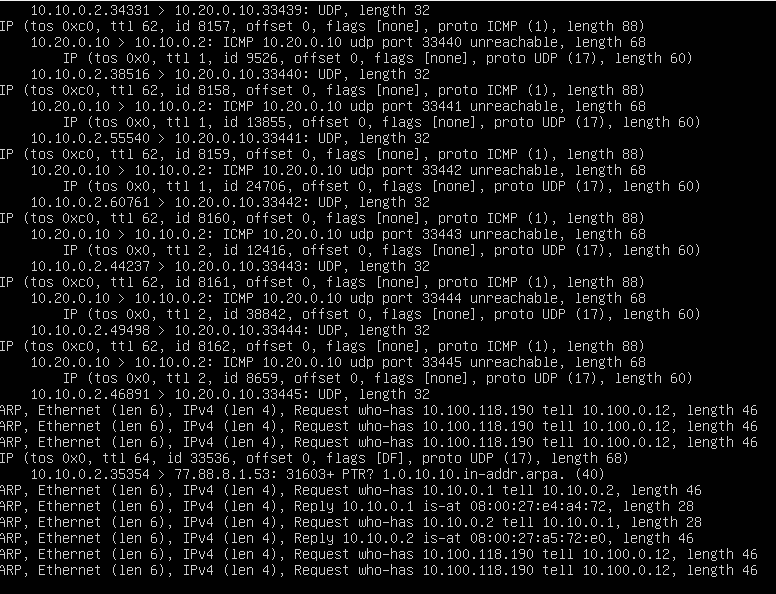 10.10.0.2.34331 > 10.20.0.10.33439: UDP, length 32
IP (tos 0xc0, ttl 62, id 8157, offset 0, flags [none], proto ICMP (1), length 88)
10.20.0.10 > 10.10.0.2: ICMP 10.20.0.10 udp port 33440 unreachable, length 68
IP (tos 0x0, ttl 1, id 9526, offset 0, flags [none], proto UDP (17), length 60)
10.10.0.2.38516 > 10.20.0.10.33440: UDP, length 32
IP (tos 0xc0, ttl 62, id 8158, offset 0, flags [none], proto ICMP (1), length 88)
10.20.0.10 > 10.10.0.2: ICMP 10.20.0.10 udp port 33441 unreachable, length 68
IP (tos 0x0, ttl 1, id 13855, offset 0, flags [none], proto UDP (17), length 60)
10.10.0.2.55540 > 10.20.0.10.33441: UDP, length 32
IP (tos 0xc0, ttl 62, id 8159, offset 0, flags [none], proto ICMP (1), length 88)
10.20.0.10 > 10.10.0.2: ICMP 10.20.0.10 udp port 33442 unreachable, length 68
IP (tos 0x0, ttl 1, id 24706, offset 0, flags [none], proto UDP (17), length 60)
10.10.0.2.60761 > 10.20.0.10.33442: UDP, length 32
IP (tos 0xc0, ttl 62, id 8160, offset 0, flags [none], proto ICMP (1), length 88)
10.20.0.10 > 10.10.0.2: ICMP 10.20.0.10 udp port 33443 unreachable, length 68
IP (tos 0x0, ttl 2, id 12416, offset 0, flags [none], proto UDP (17), length 60)
10.10.0.2.44237 > 10.20.0.10.33443: UDP, length 32
IP (tos 0xc0, ttl 62, id 8161, offset 0, flags [none], proto ICMP (1), length 88)
10.20.0.10 > 10.10.0.2: ICMP 10.20.0.10 udp port 33444 unreachable, length 68
IP (tos 0x0, ttl 2, id 38842, offset 0, flags [none], proto UDP (17), length 60)
10.10.0.2.49498 > 10.20.0.10.33444: UDP, length 32
IP (tos 0xc0, ttl 62, id 8162, offset 0, flags [none], proto ICMP (1), length 88)
10.20.0.10 > 10.10.0.2: ICMP 10.20.0.10 udp port 33445 unreachable, length 68
IP (tos 0x0, ttl 2, id 8659, offset 0, flags [none], proto UDP (17), length 60)
10.10.0.2.46891 > 10.20.0.10.33445: UDP, length 32
ARP, Ethernet (len 6), IPv4 (len 4), Request who-has 10.100.118.190 tell 10.100.0.12, length 46
ARP, Ethernet (len 6), IPv4 (len 4), Request who-has 10.100.118.190 tell 10.100.0.12, length 46
ARP, Ethernet (len 6), IPv4 (len 4), Request who-has 10.100.118.190 tell 10.100.0.12, length 46
IP (tos 0x0, ttl 64, id 33536, offset 0, flags [DF], proto UDP (17), length 68)
10.10.0.2.35354 > 77.88.8.1.53: 31603+ PTR? 1.0.10.10.in-addr.arpa. (40)
ARP, Ethernet (len 6), IPv4 (len 4), Request who-has 10.10.0.1 tell 10.10.0.2, length 46
ARP, Ethernet (len 6), IPv4 (len 4), Reply 10.10.0.1 is-at 08:00:27:e4:a4:72, length 28
ARP, Ethernet (len 6), IPv4 (len 4), Request who-has 10.10.0.2 tell 10.10.0.1, length 28
ARP, Ethernet (len 6), IPv4 (len 4), Reply 10.10.0.2 is-at 08:00:27:a5:72:e0, length 46
ARP, Ethernet (len 6), IPv4 (len 4), Request who-has 10.100.118.190 tell 10.100.0.12, length 46
ARP, Ethernet (len 6), IPv4 (len 4), Request who-has 10.100.118.190 tell 10.100.0.12, length 46